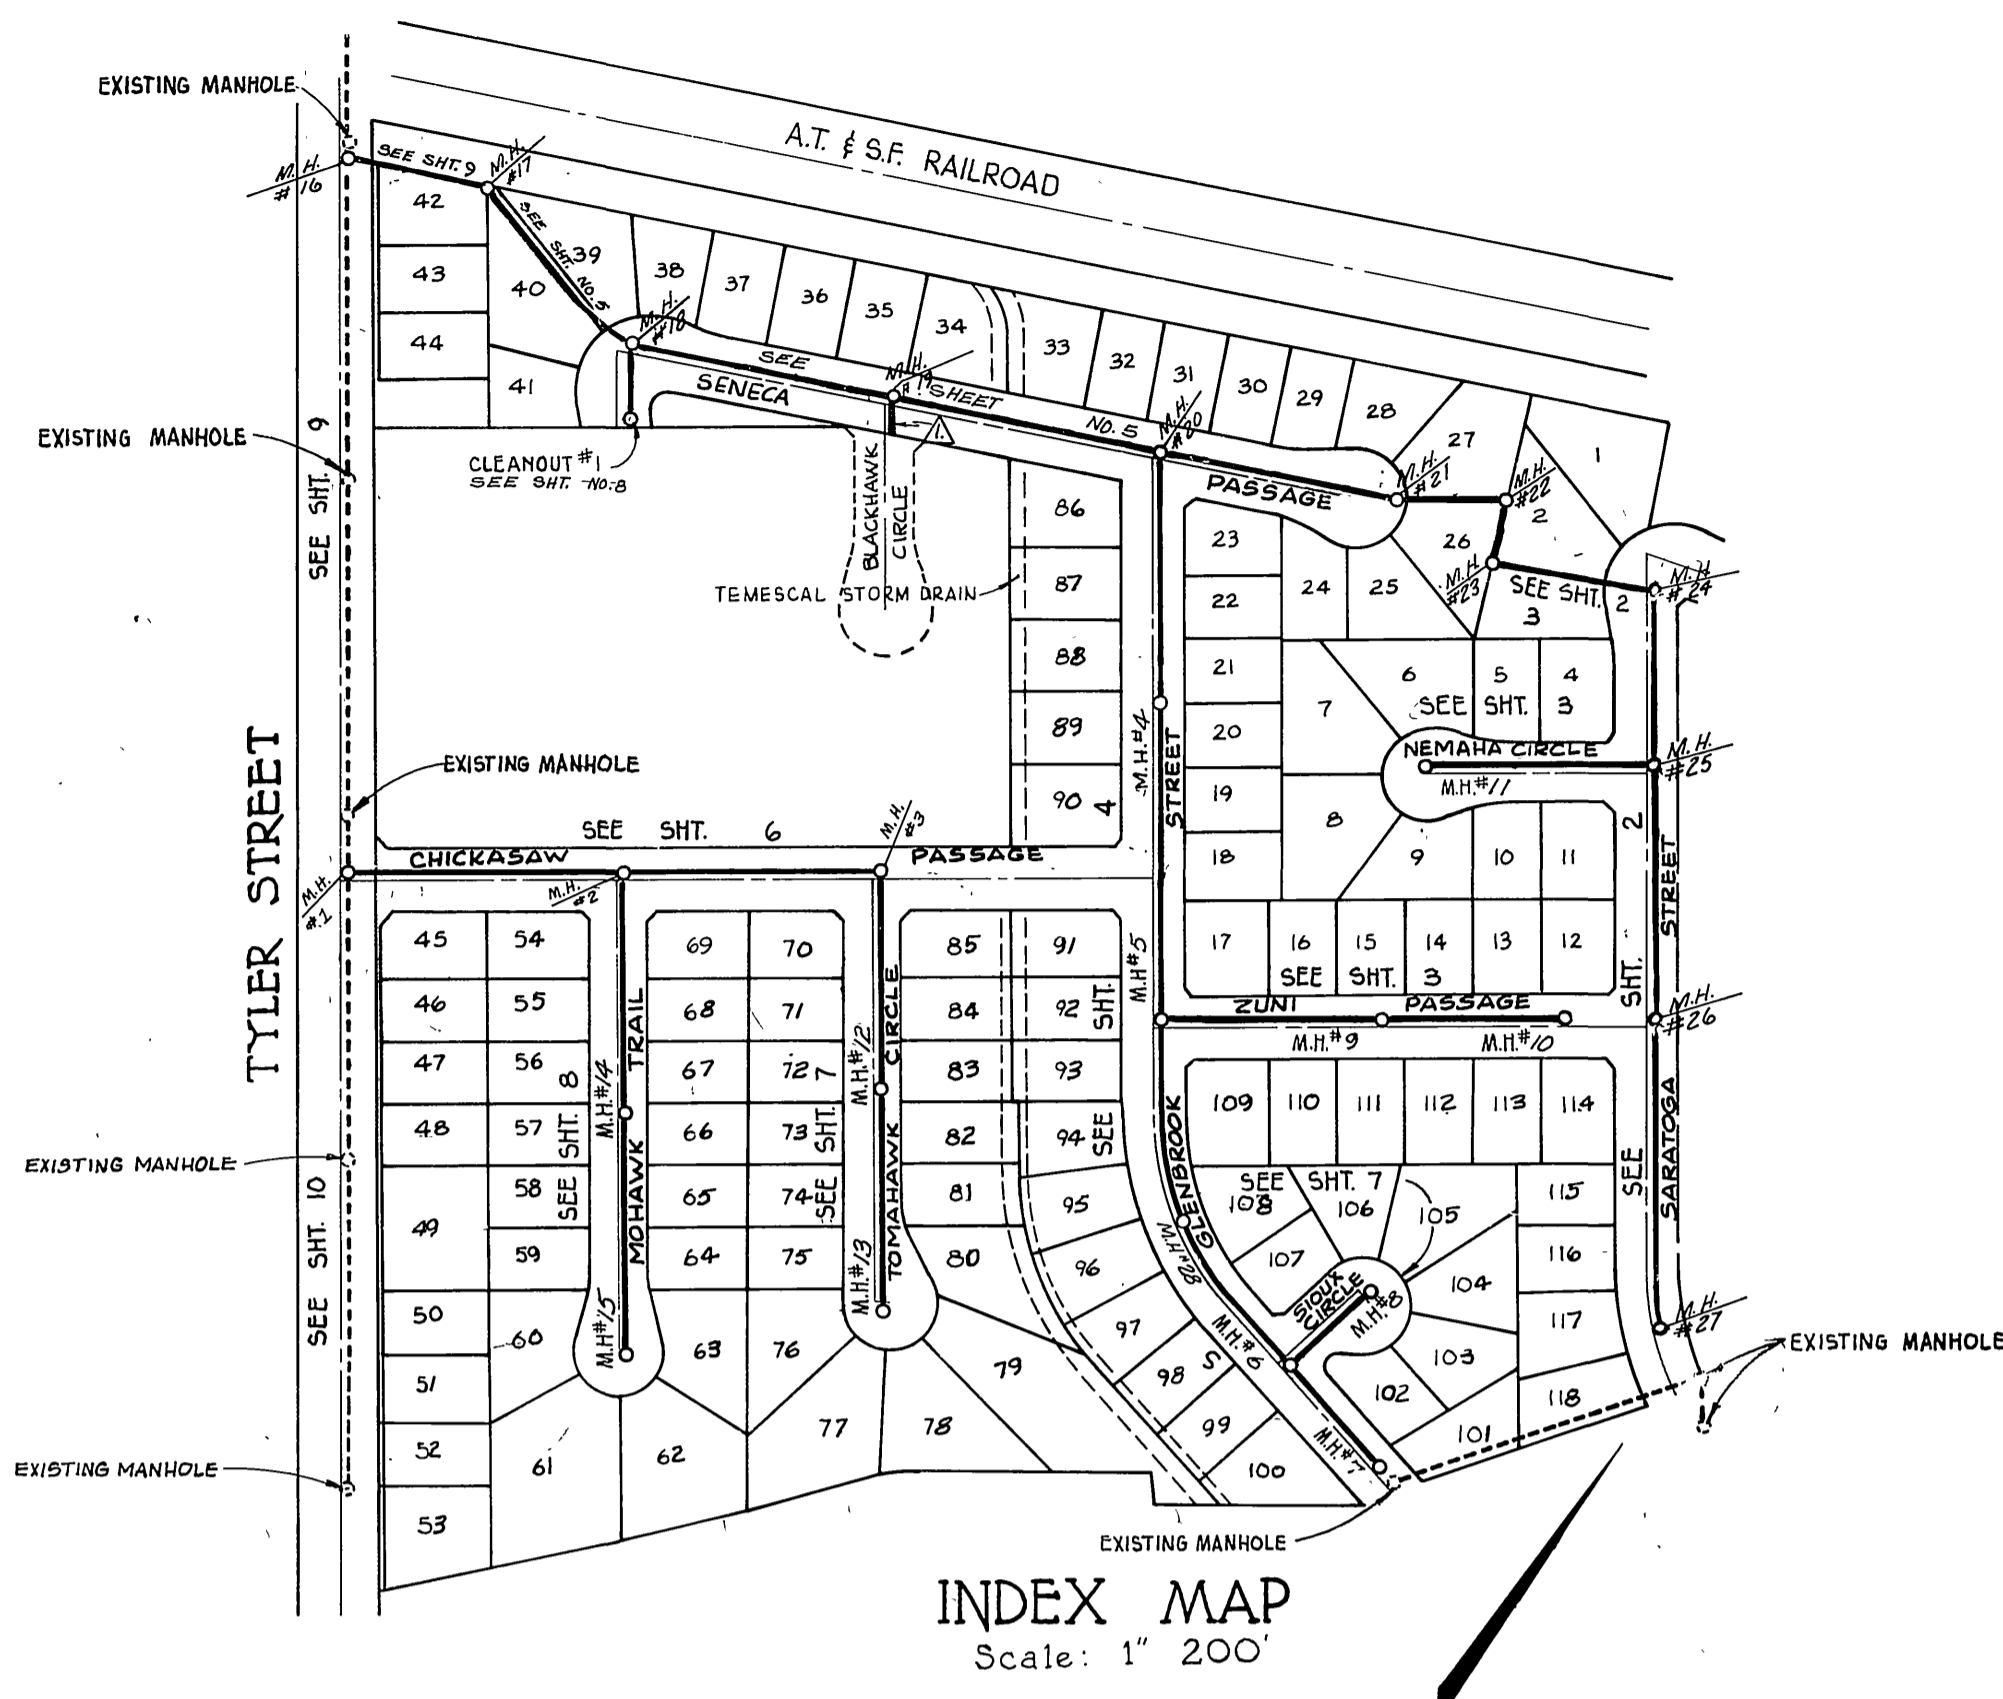 EXISTING MANHOLE
A.T. & S.F. RAILROAD
M.H. #16
SEE SHT. 9
M.H. #17
SEE SHT. NO. 5
42
43
44
40
41
39
38
37
36
35
34
33
32
31
30
29
28
27
1
2
26
M.H. #18
SEE SHEET NO. 5
SENECA PASSAGE
M.H. #19
1.
M.H. #20
M.H. #21
M.H. #22
M.H. #23
M.H. #24
SEE SHT. 2
3
EXISTING MANHOLE
SEE SHT. 9
CLEANOUT #1
SEE SHT. NO. 8
BLACKHAWK
CIRCLE
TEMESCAL STORM DRAIN
86
87
88
89
90
23
22
21
20
19
18
24
25
7
6
5
4
SEE SHT. 3
NEMAHA CIRCLE
M.H. #11
M.H. #25
8
9
10
11
17
16
15
14
13
12
SEE SHT. 3
ZUNI PASSAGE
M.H. #9
M.H. #10
M.H. #26
TYLER STREET
EXISTING MANHOLE
SEE SHT. 6
CHICKASAW PASSAGE
M.H. #1
M.H. #2
M.H. #3
M.H. #4
M.H. #5
GLENBROOK STREET
SEE SHT. 4
SARATOGA STREET
SEE SHT. 2
45
46
47
48
49
50
51
52
53
54
55
56
57
58
59
60
61
62
SEE SHT. 8
M.H. #14
M.H. #15
MOHAWK TRAIL
69
68
67
66
65
64
63
70
71
72
73
74
75
76
77
78
79
SEE SHT. 7
M.H. #12
M.H. #13
TOMAHAWK CIRCLE
85
84
83
82
81
80
91
92
93
94
95
96
97
98
99
100
M.H. #28
M.H. #6
M.H. #7
109
110
111
112
113
114
SEE SHT. 7
108
107
106
105
104
103
102
101
115
116
117
118
SIOUX
CIRCLE
M.H. #8
M.H. #27
EXISTING MANHOLE
EXISTING MANHOLE
SEE SHT. 10
EXISTING MANHOLE
EXISTING MANHOLE
INDEX MAP
Scale: 1" 200'